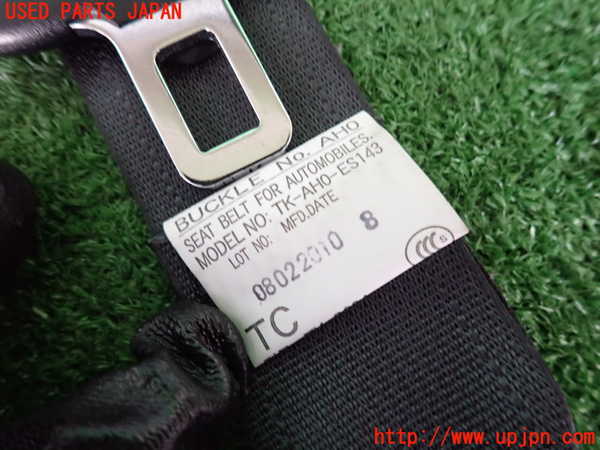 USED PARTS JAPAN
BUCKLE No. AH0
SEAT BELT FOR AUTOMOBILES.
MODEL NO: TK-AH0-ES143
LOT NO: MFD.DATE
08022010 8
CCC S
TC
http://www.upjpn.com/